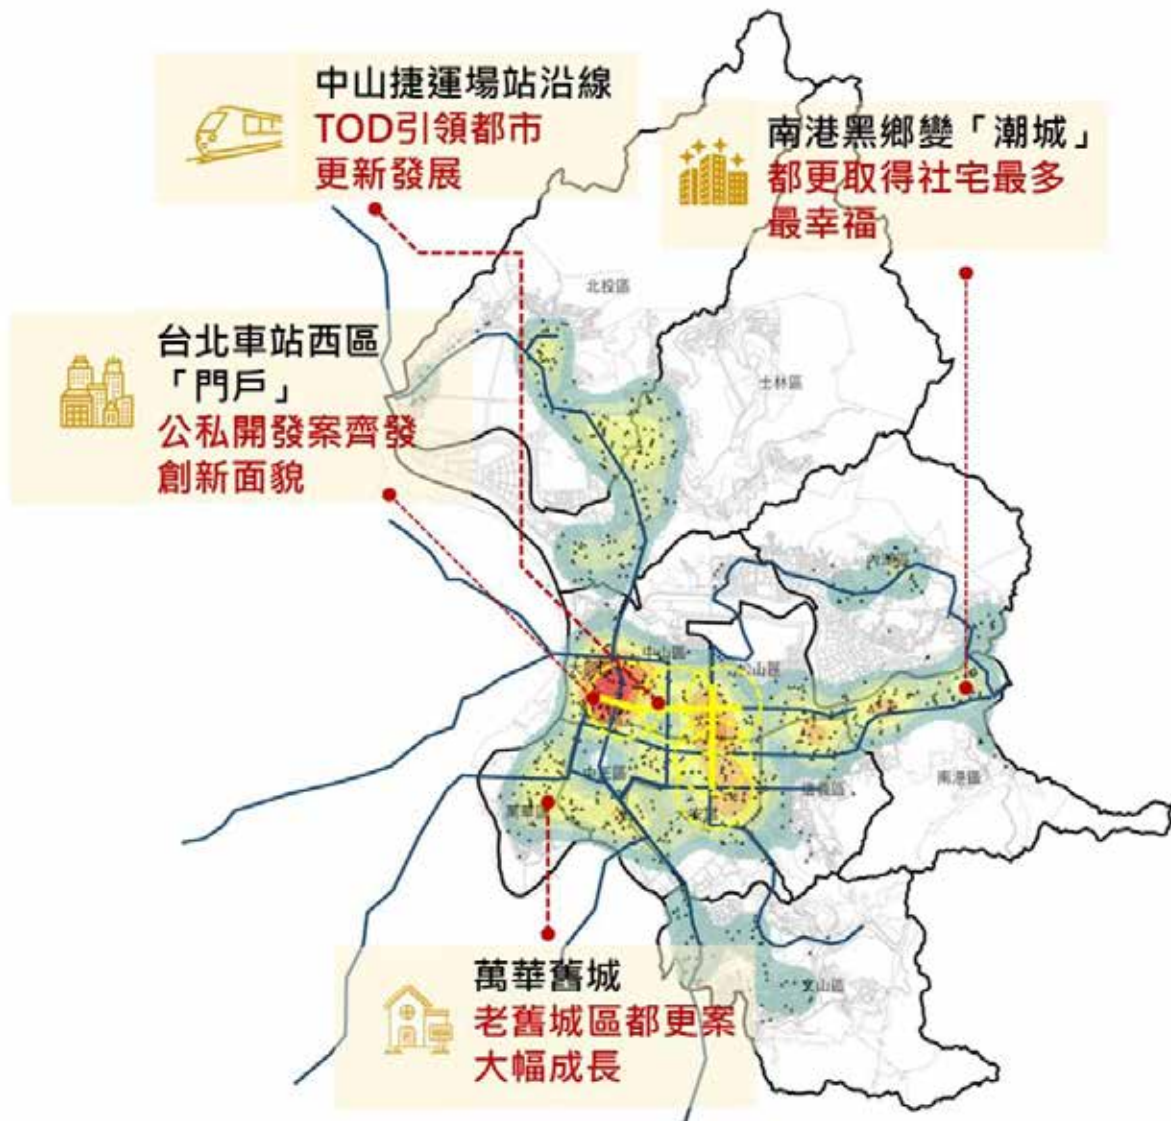 中山捷運場站沿線
TOD引領都市
更新發展
南港黑鄉變「潮城」
都更取得社宅最多
最幸福
台北車站西區
「門戶」
公私開發案齊發
創新面貌
北投區
士林區
中山區
南港區
文山區
萬華舊城
老舊城區都更案
大幅成長